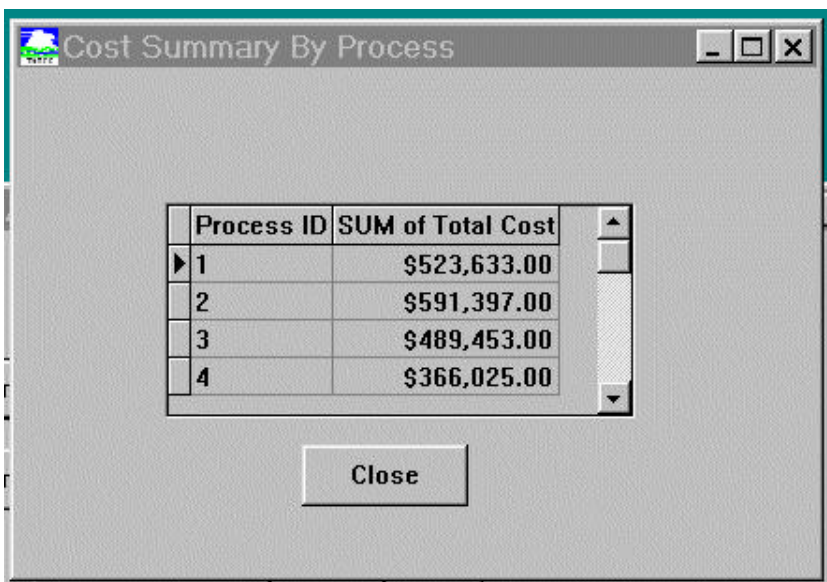 Cost Summary By Process
Process ID SUM of Total Cost
1 $523,633.00
2 $591,397.00
3 $489,453.00
4 $366,025.00
Close